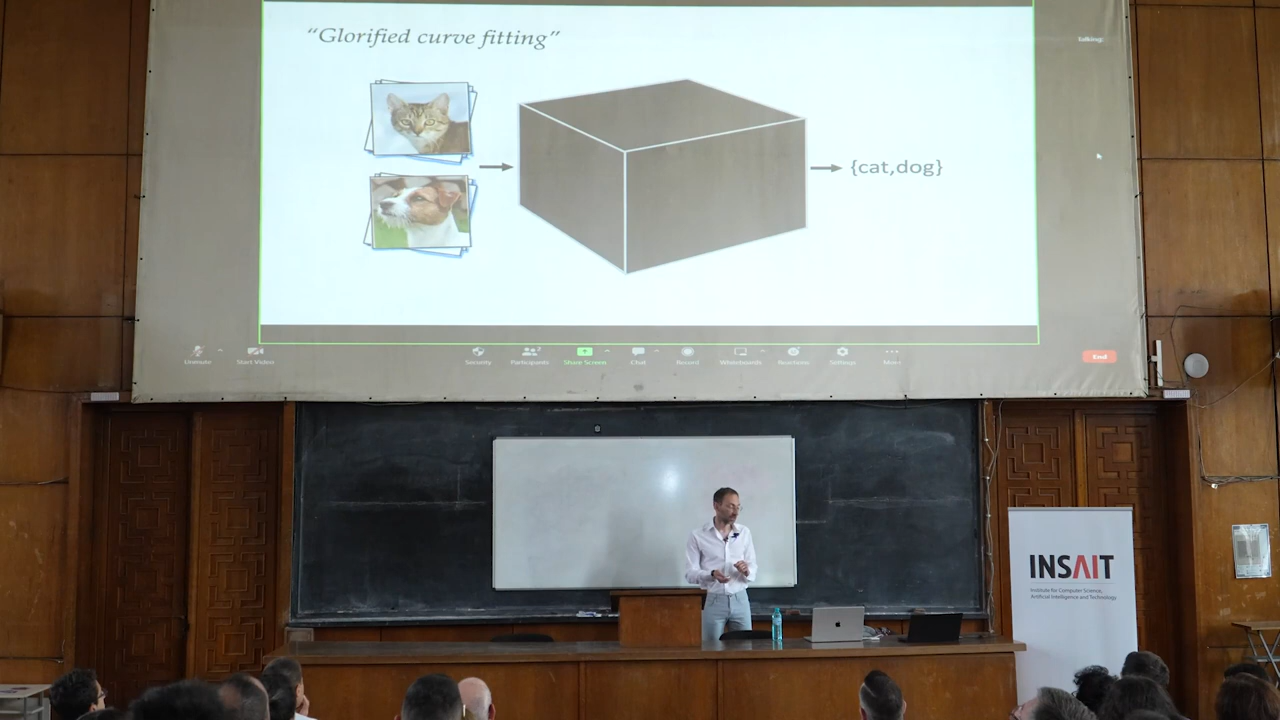 “Glorified curve fitting”
Talking:
{cat,dog}
Unmute
Start Video
Security
Participants
Share Screen
Chat
Record
Whiteboards
Reactions
Settings
More
End
INSAIT
Institute for Computer Science,
Artificial Intelligence and Technology